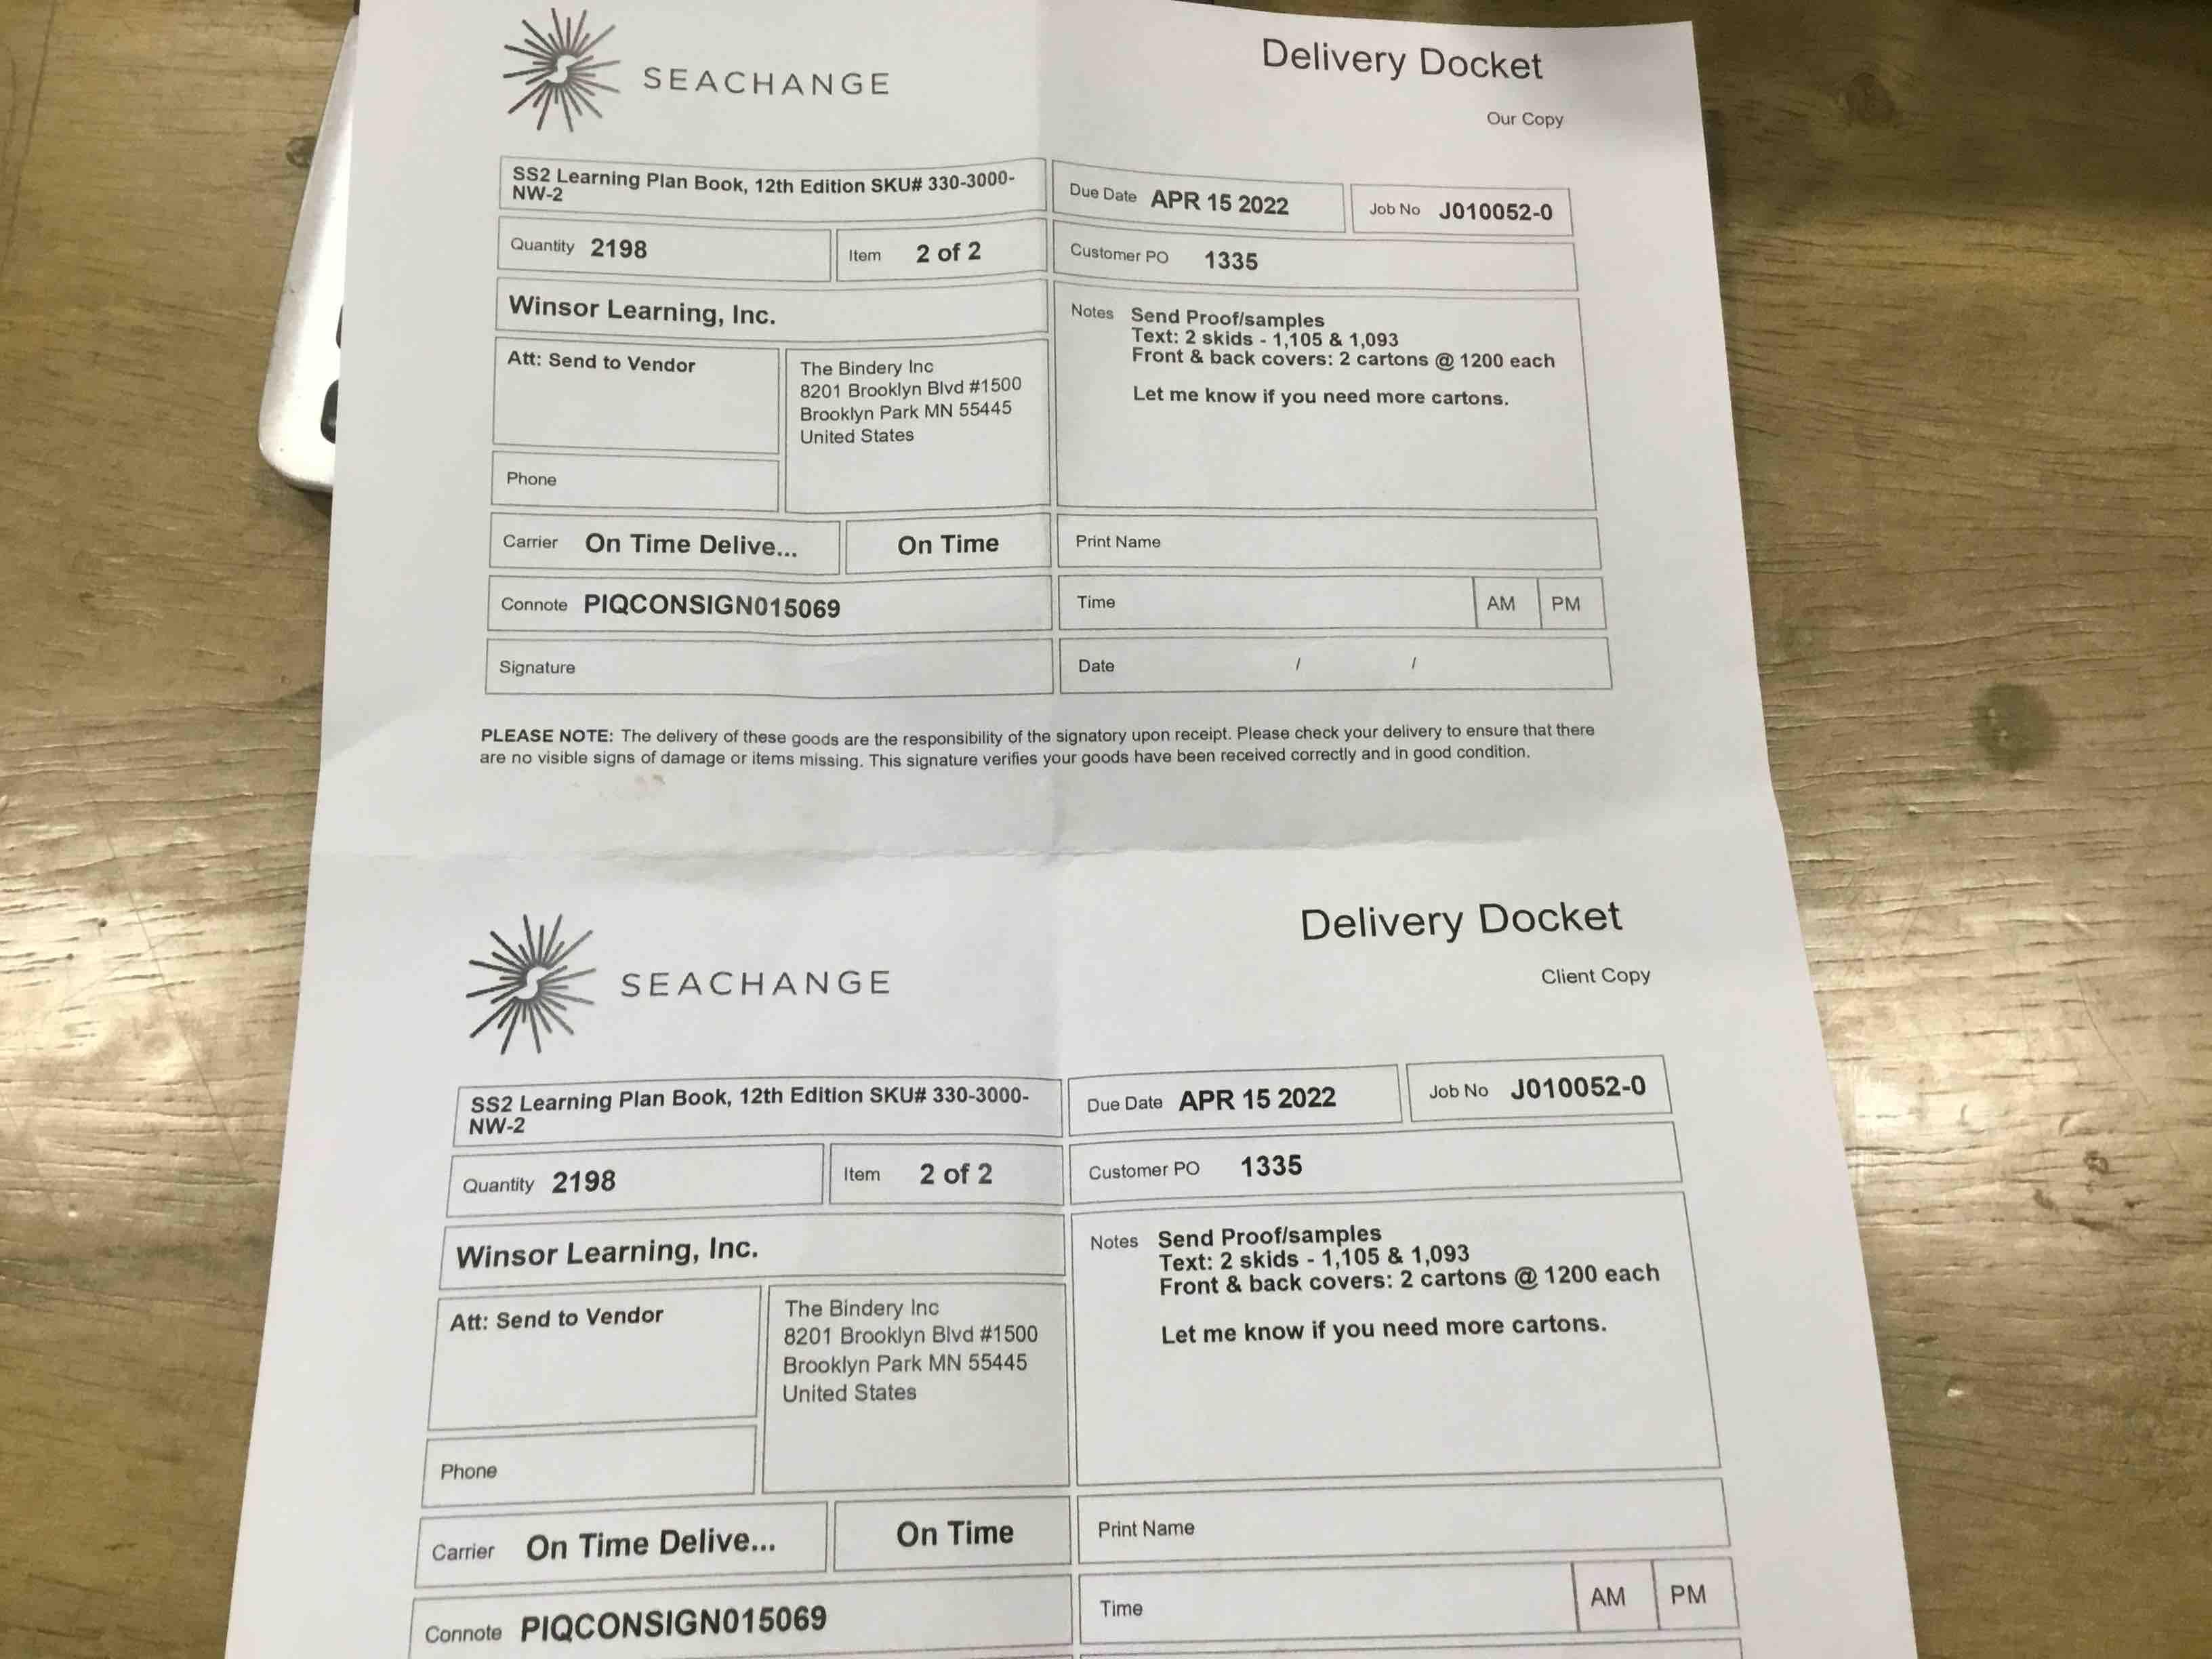 SEACHANGE
Delivery Docket
Our Copy
SS2 Learning Plan Book, 12th Edition SKU# 330-3000-
NW-2
Due Date APR 15 2022
Job No J010052-0
Quantity 2198
Item 2 of 2
Customer PO 1335
Winsor Learning, Inc.
Notes Send Proof/samples
Text: 2 skids - 1,105 & 1,093
Front & back covers: 2 cartons @ 1200 each
Let me know if you need more cartons.
Att: Send to Vendor
The Bindery Inc
8201 Brooklyn Blvd #1500
Brooklyn Park MN 55445
United States
Phone
Carrier On Time Delive...
On Time
Print Name
Connote PIQCONSIGN015069
Time
AM
PM
Signature
Date / /
PLEASE NOTE: The delivery of these goods are the responsibility of the signatory upon receipt. Please check your delivery to ensure that there
are no visible signs of damage or items missing. This signature verifies your goods have been received correctly and in good condition.
SEACHANGE
Delivery Docket
Client Copy
SS2 Learning Plan Book, 12th Edition SKU# 330-3000-
NW-2
Due Date APR 15 2022
Job No J010052-0
Quantity 2198
Item 2 of 2
Customer PO 1335
Winsor Learning, Inc.
Notes Send Proof/samples
Text: 2 skids - 1,105 & 1,093
Front & back covers: 2 cartons @ 1200 each
Let me know if you need more cartons.
Att: Send to Vendor
The Bindery Inc
8201 Brooklyn Blvd #1500
Brooklyn Park MN 55445
United States
Phone
Carrier On Time Delive...
On Time
Print Name
Connote PIQCONSIGN015069
Time
AM
PM